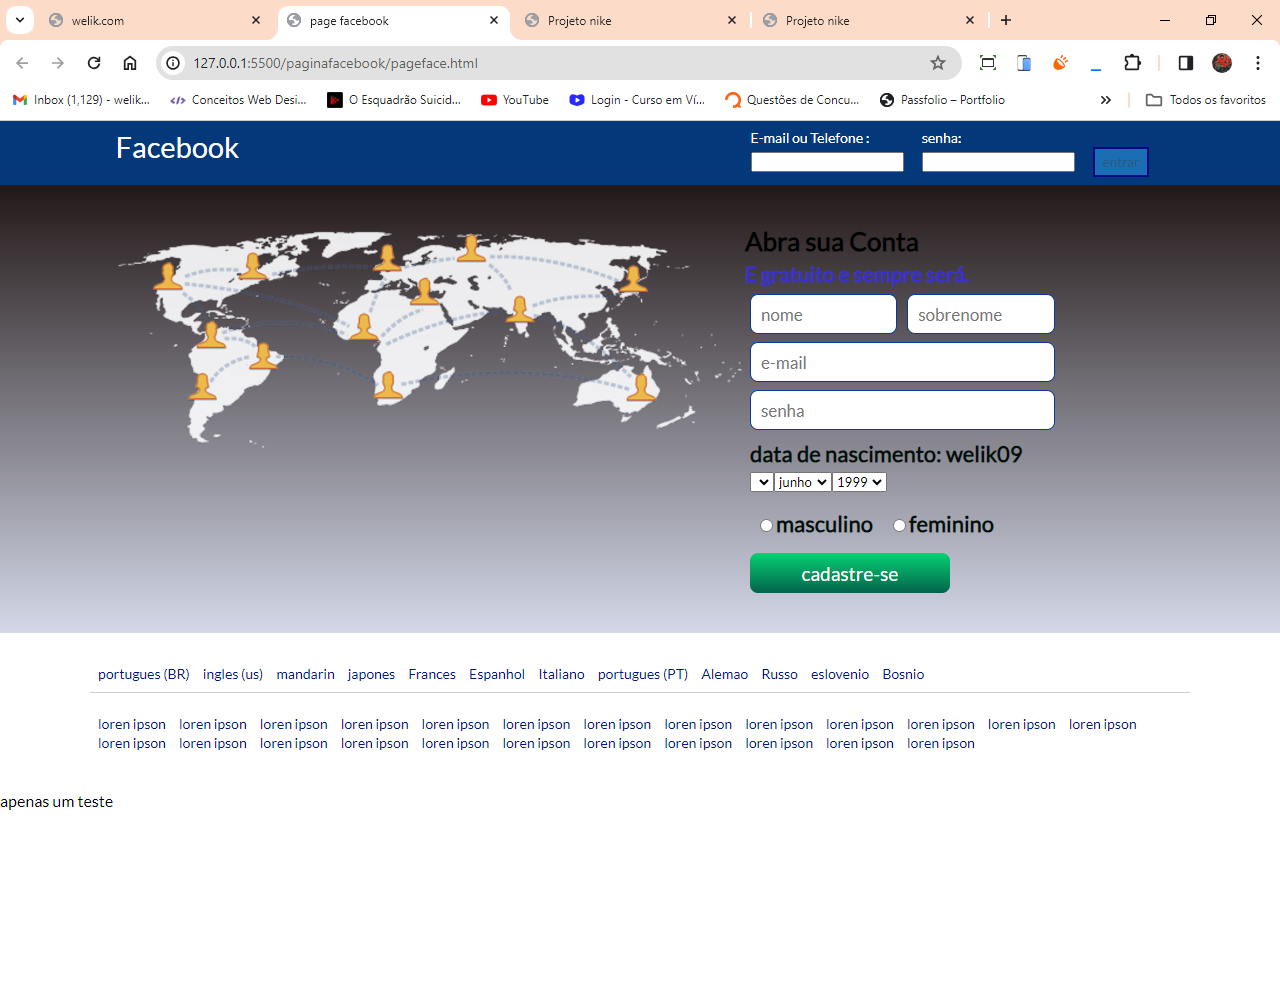 welik.com
page facebook
Projeto nike
Projeto nike
127.0.0.1:5500/paginafacebook/pageface.html
Inbox (1,129) - welik...
Conceitos Web Desi...
O Esquadrão Suicid...
YouTube
Login - Curso em Ví...
Questões de Concu...
Passfolio – Portfolio
Todos os favoritos
Facebook
E-mail ou Telefone :
senha:
entrar
Abra sua Conta
E gratuito e sempre será.
nome
sobrenome
e-mail
senha
data de nascimento: welik09
junho
1999
masculino
feminino
cadastre-se
portugues (BR) ingles (us) mandarin japones Frances Espanhol Italiano portugues (PT) Alemao Russo eslovenio Bosnio
loren ipson loren ipson loren ipson loren ipson loren ipson loren ipson loren ipson loren ipson loren ipson loren ipson loren ipson loren ipson loren ipson
loren ipson loren ipson loren ipson loren ipson loren ipson loren ipson loren ipson loren ipson loren ipson loren ipson loren ipson
apenas um teste